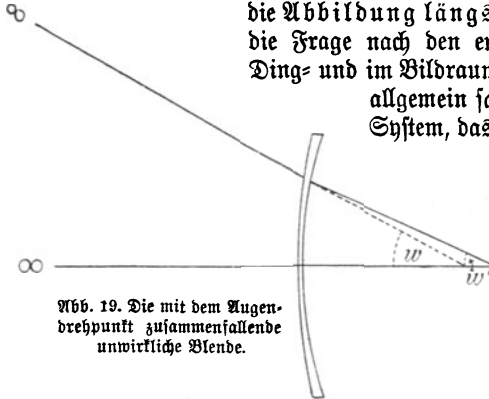 ∞
die Abbildung längs
die Frage nach den er
Ding= und im Bildraum
allgemein
System, das
w
∞
w'
Abb. 19. Die mit dem Augen-
drehpunkt zusammenfallende
unwirkliche Blende.